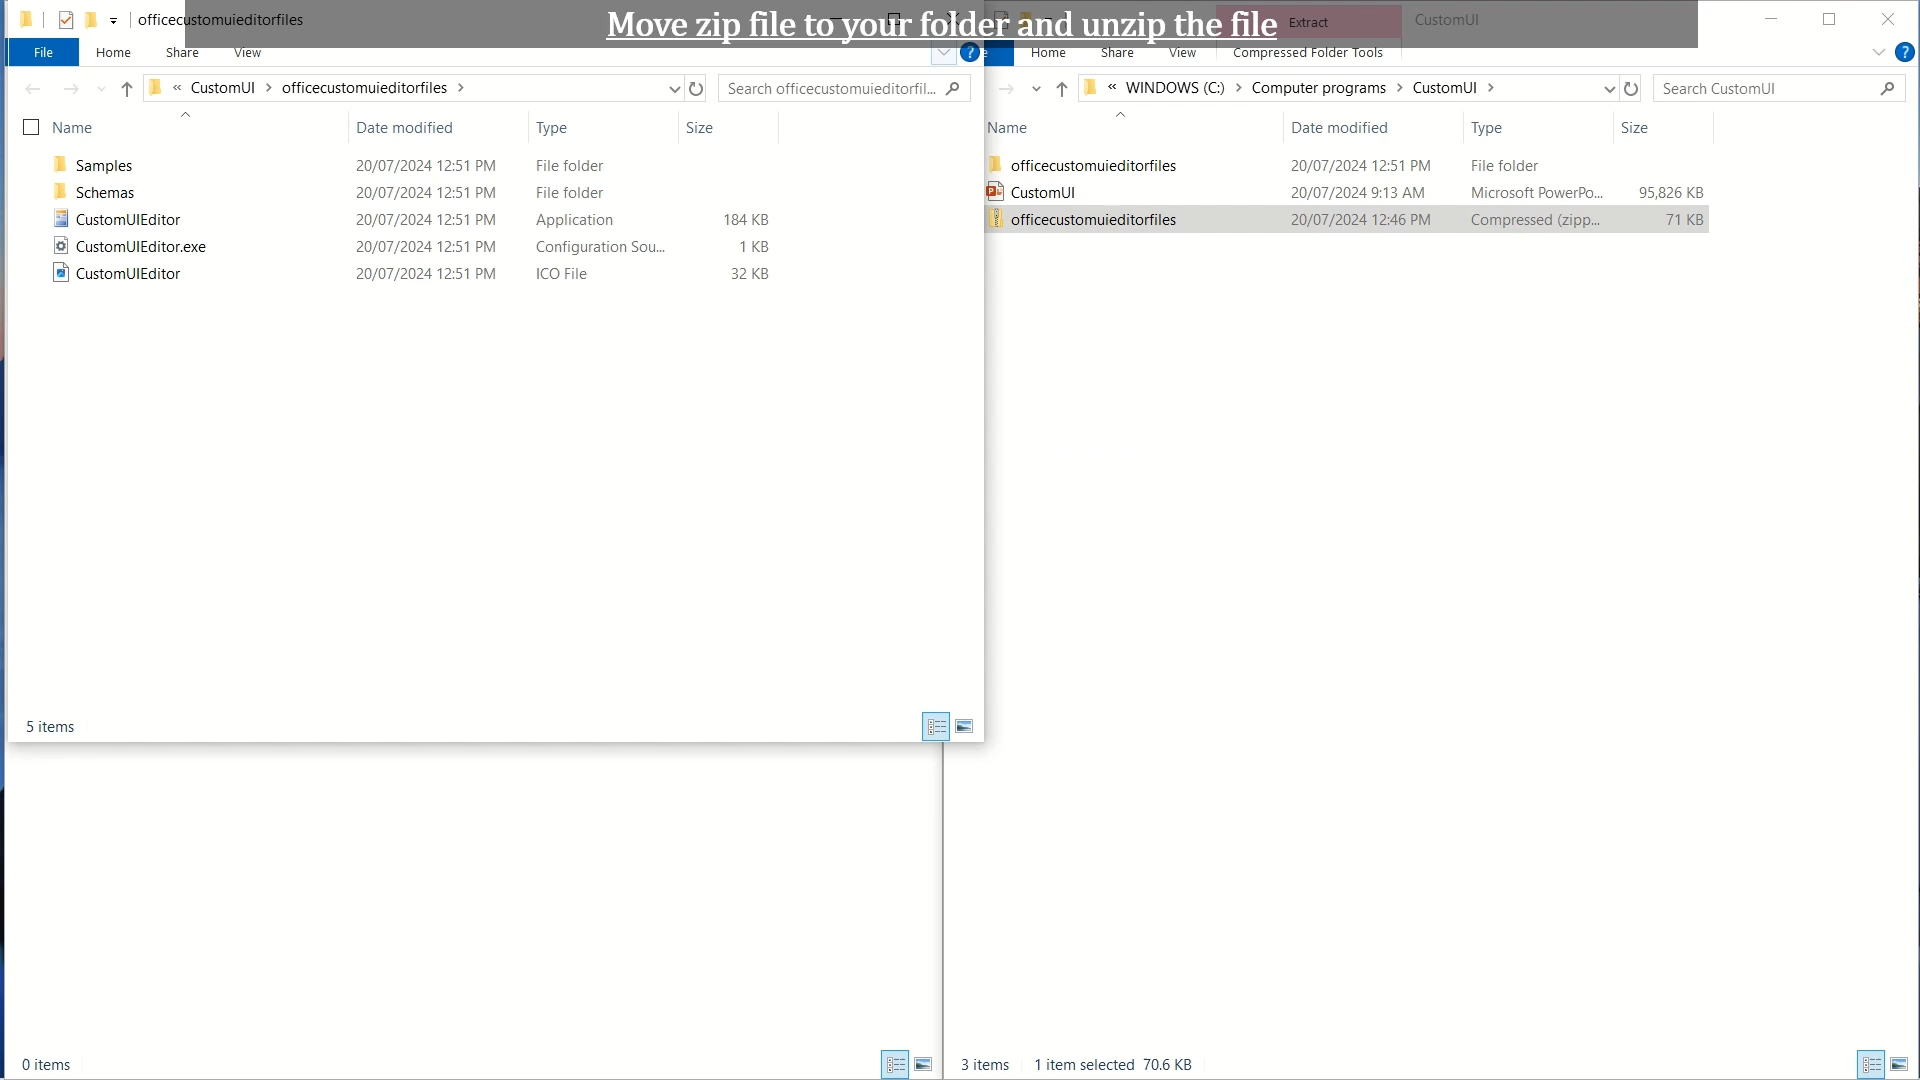 officecustomuieditorfiles
Move zip file to your folder and unzip the file
Extract
CustomUI
File
Home
Share
View
?
e
Home
Share
View
Compressed Folder Tools
?
« CustomUI > officecustomuieditorfiles >
Search officecustomuieditorfil...
« WINDOWS (C:) > Computer programs > CustomUI >
Search CustomUI
Name Date modified Type Size
Samples 20/07/2024 12:51 PM File folder
Schemas 20/07/2024 12:51 PM File folder
CustomUIEditor 20/07/2024 12:51 PM Application 184 KB
CustomUIEditor.exe 20/07/2024 12:51 PM Configuration Sou... 1 KB
CustomUIEditor 20/07/2024 12:51 PM ICO File 32 KB
5 items
0 items
Name Date modified Type Size
officecustomuieditorfiles 20/07/2024 12:51 PM File folder
CustomUI 20/07/2024 9:13 AM Microsoft PowerPo... 95,826 KB
officecustomuieditorfiles 20/07/2024 12:46 PM Compressed (zipp... 71 KB
3 items 1 item selected 70.6 KB